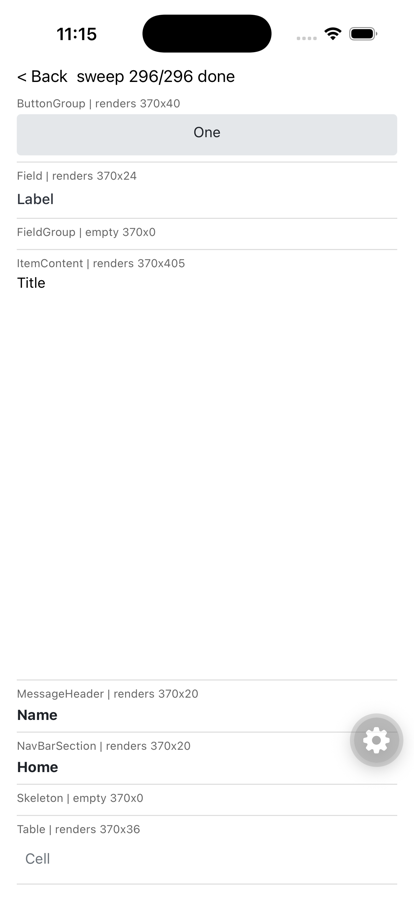 11:15
< Back sweep 296/296 done
ButtonGroup | renders 370x40
One
Field | renders 370x24
Label
FieldGroup | empty 370x0
ItemContent | renders 370x405
Title
MessageHeader | renders 370x20
Name
NavBarSection | renders 370x20
Home
Skeleton | empty 370x0
Table | renders 370x36
Cell